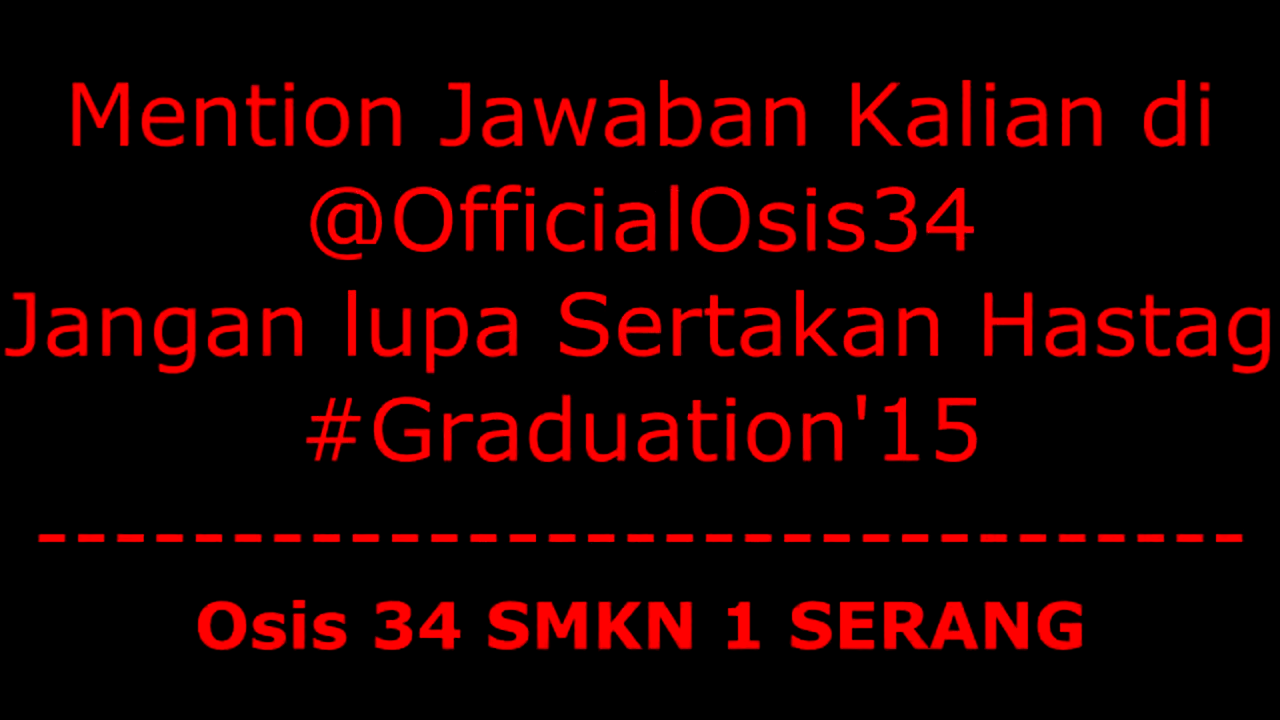 Mention Jawaban Kalian di
@OfficialOsis34
Jangan lupa Sertakan Hastag
#Graduation'15
-------------------------------
Osis 34 SMKN 1 SERANG